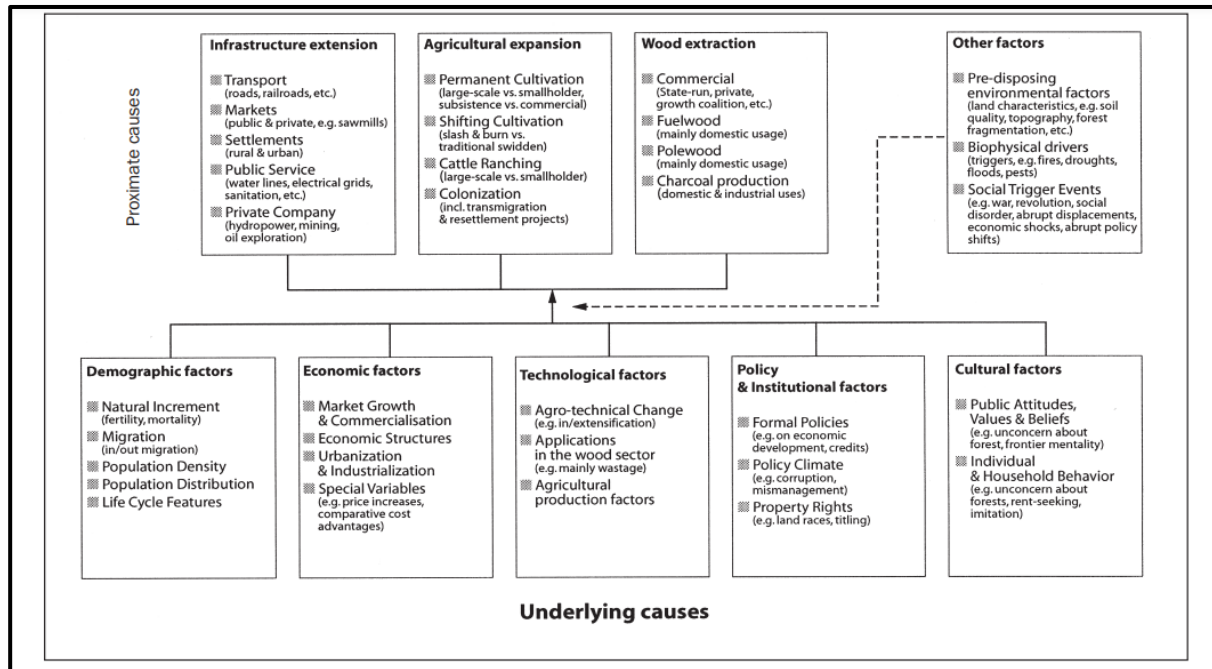 Proximate causes
Infrastructure extension
Transport
(roads, railroads, etc.)
Markets
(public & private, e.g. sawmills)
Settlements
(rural & urban)
Public Service
(water lines, electrical grids,
sanitation, etc.)
Private Company
(hydropower, mining,
oil exploration)
Agricultural expansion
Permanent Cultivation
(large-scale vs. smallholder,
subsistence vs. commercial)
Shifting Cultivation
(slash & burn vs.
traditional swidden)
Cattle Ranching
(large-scale vs. smallholder)
Colonization
(incl. transmigration
& resettlement projects)
Wood extraction
Commercial
(State-run, private,
growth coalition, etc.)
Fuelwood
(mainly domestic usage)
Polewood
(mainly domestic usage)
Charcoal production
(domestic & industrial uses)
Other factors
Pre-disposing
environmental factors
(land characteristics, e.g. soil
quality, topography, forest
fragmentation, etc.)
Biophysical drivers
(triggers, e.g. fires, droughts,
floods, pests)
Social Trigger Events
(e.g. war, revolution, social
disorder, abrupt displacements,
economic shocks, abrupt policy
shifts)
Demographic factors
Natural Increment
(fertility, mortality)
Migration
(in/out migration)
Population Density
Population Distribution
Life Cycle Features
Economic factors
Market Growth
& Commercialisation
Economic Structures
Urbanization
& Industrialization
Special Variables
(e.g. price increases,
comparative cost
advantages)
Technological factors
Agro-technical Change
(e.g. in/extensification)
Applications
in the wood sector
(e.g. mainly wastage)
Agricultural
production factors
Policy
& Institutional factors
Formal Policies
(e.g. on economic
development, credits)
Policy Climate
(e.g. corruption,
mismanagement)
Property Rights
(e.g. land races, titling)
Cultural factors
Public Attitudes,
Values & Beliefs
(e.g. unconcern about
forest, frontier mentality)
Individual
& Household Behavior
(e.g. unconcern about
forests, rent-seeking,
imitation)
Underlying causes